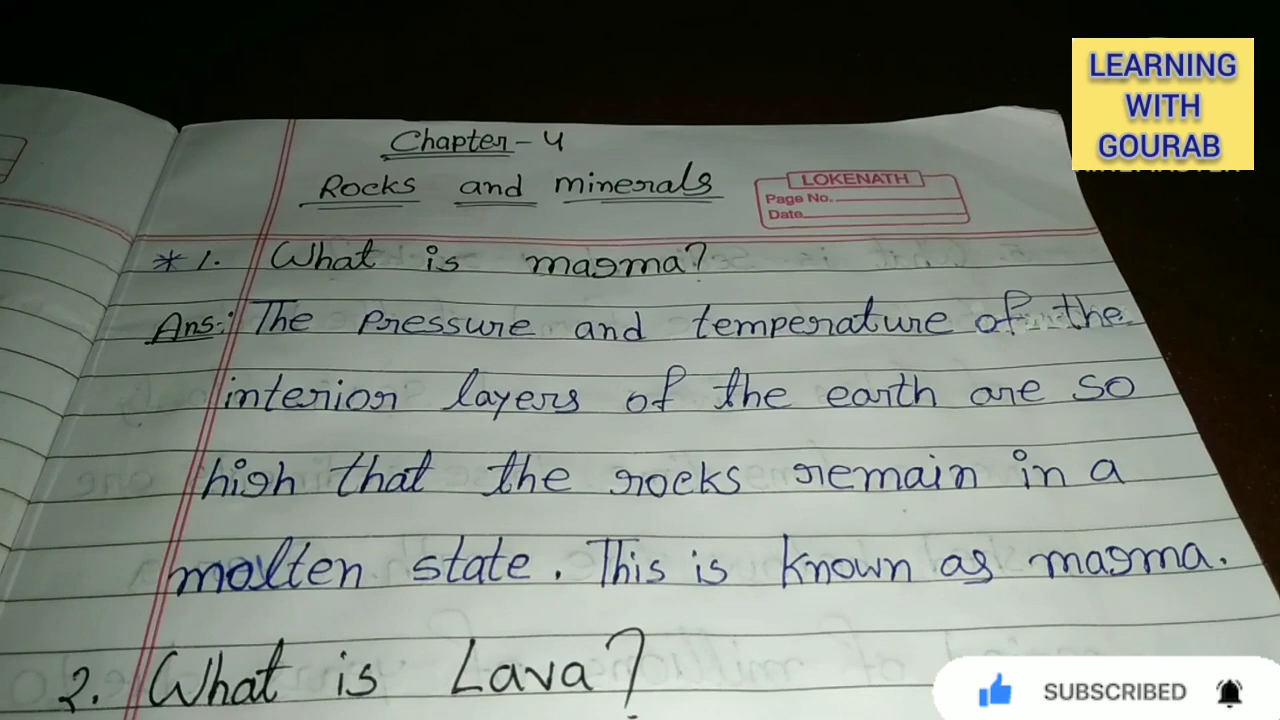 LEARNING
WITH
GOURAB
Chapter - 4
Rocks and minerals
LOKENATH
Page No.
Date
* 1. What is magma?
Ans:- The Pressure and temperature of the
interior layers of the earth are so
high that the rocks remain in a
molten state. This is known as magma.
2. What is Lava?
SUBSCRIBED